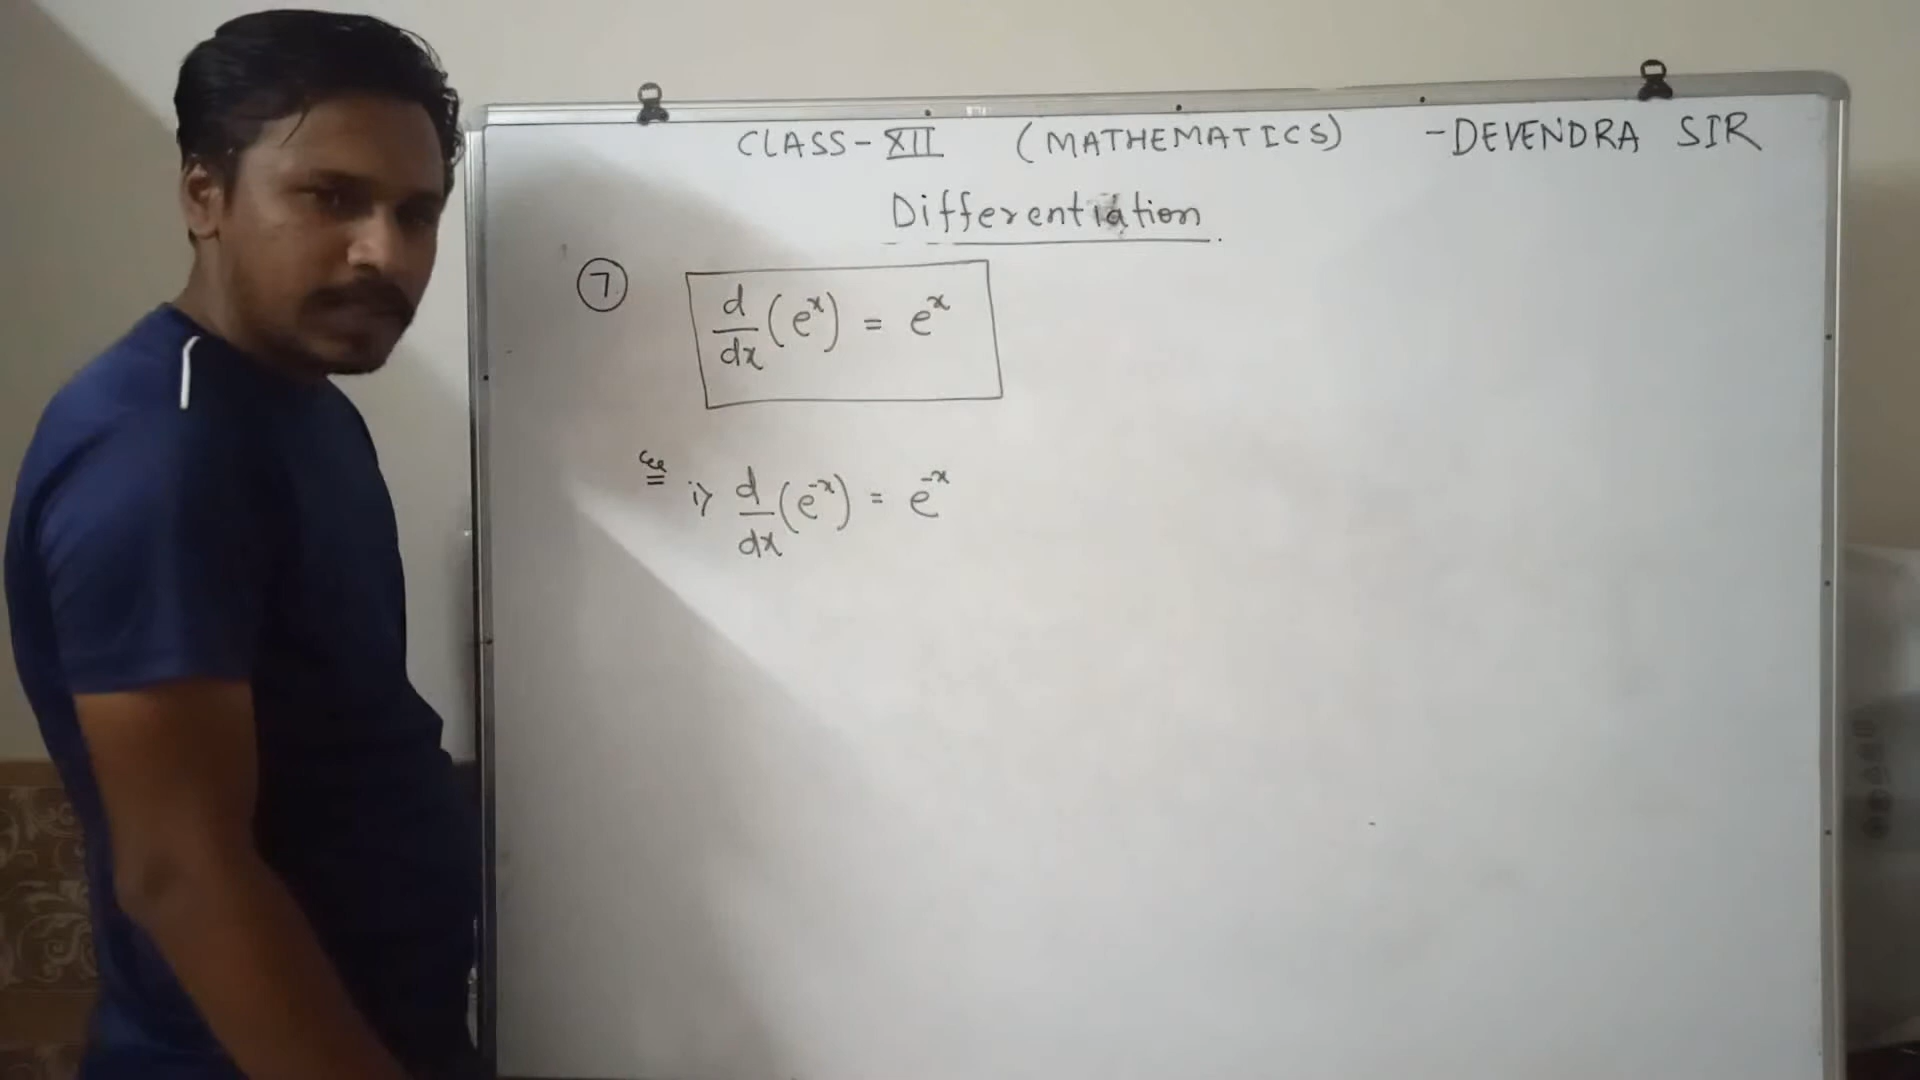 CLASS-XII (MATHEMATICS) -DEVENDRA SIR
Differentiation
7
d/dx (e^x) = e^x
i) d/dx (e^-x) = e^-x